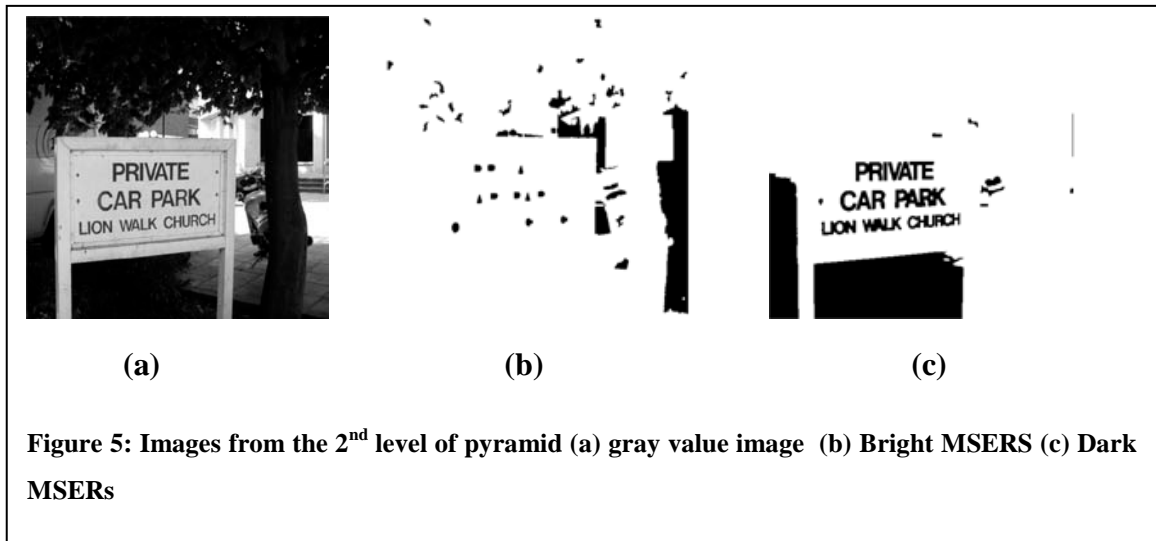 PRIVATE
CAR PARK
LION WALK CHURCH
PRIVATE
CAR PARK
LION WALK CHURCH
(a) (b) (c)
Figure 5: Images from the 2nd level of pyramid (a) gray value image (b) Bright MSERS (c) Dark
MSERs